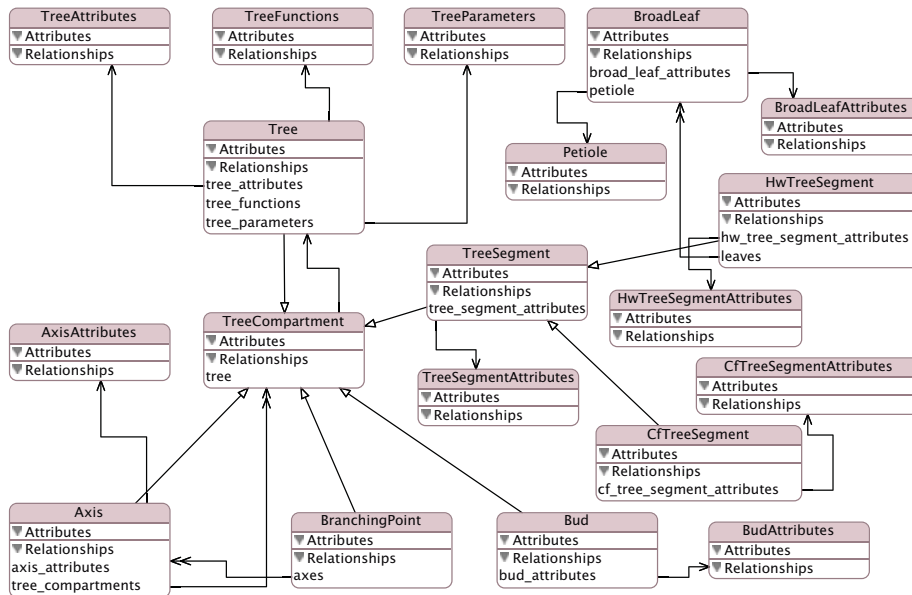 TreeAttributes
Attributes
Relationships
TreeFunctions
Attributes
Relationships
TreeParameters
Attributes
Relationships
BroadLeaf
Attributes
Relationships
broad_leaf_attributes
petiole
BroadLeafAttributes
Attributes
Relationships
Tree
Attributes
Relationships
tree_attributes
tree_functions
tree_parameters
Petiole
Attributes
Relationships
HwTreeSegment
Attributes
Relationships
hw_tree_segment_attributes
leaves
TreeSegment
Attributes
Relationships
tree_segment_attributes
HwTreeSegmentAttributes
Attributes
Relationships
AxisAttributes
Attributes
Relationships
TreeCompartment
Attributes
Relationships
tree
TreeSegmentAttributes
Attributes
Relationships
CfTreeSegmentAttributes
Attributes
Relationships
CfTreeSegment
Attributes
Relationships
cf_tree_segment_attributes
Axis
Attributes
Relationships
axis_attributes
tree_compartments
BranchingPoint
Attributes
Relationships
axes
Bud
Attributes
Relationships
bud_attributes
BudAttributes
Attributes
Relationships